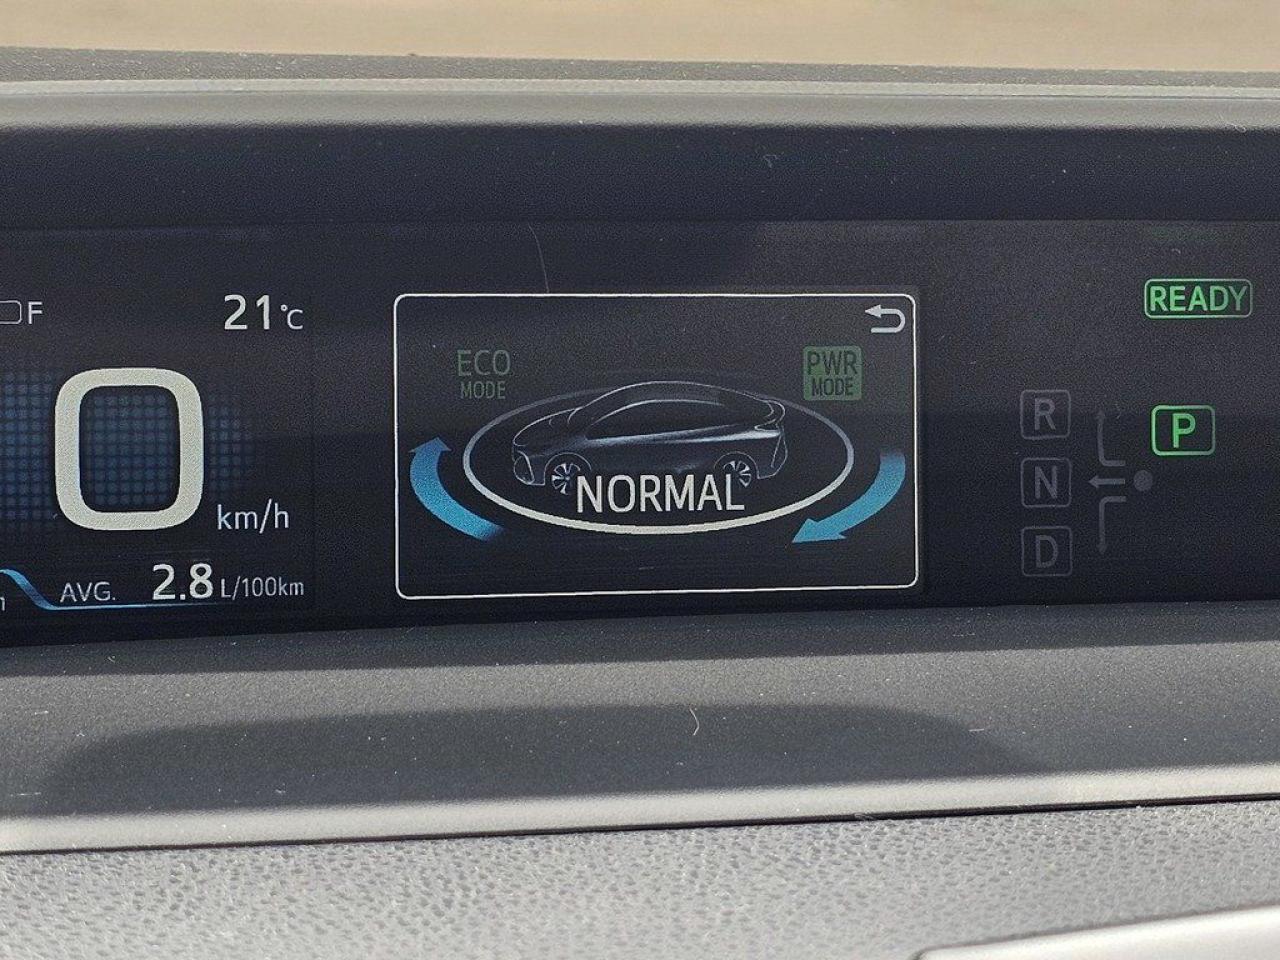 F
21°C
0
km/h
AVG. 2.8 L/100km
ECO
MODE
PWR
MODE
NORMAL
READY
R
N
D
P